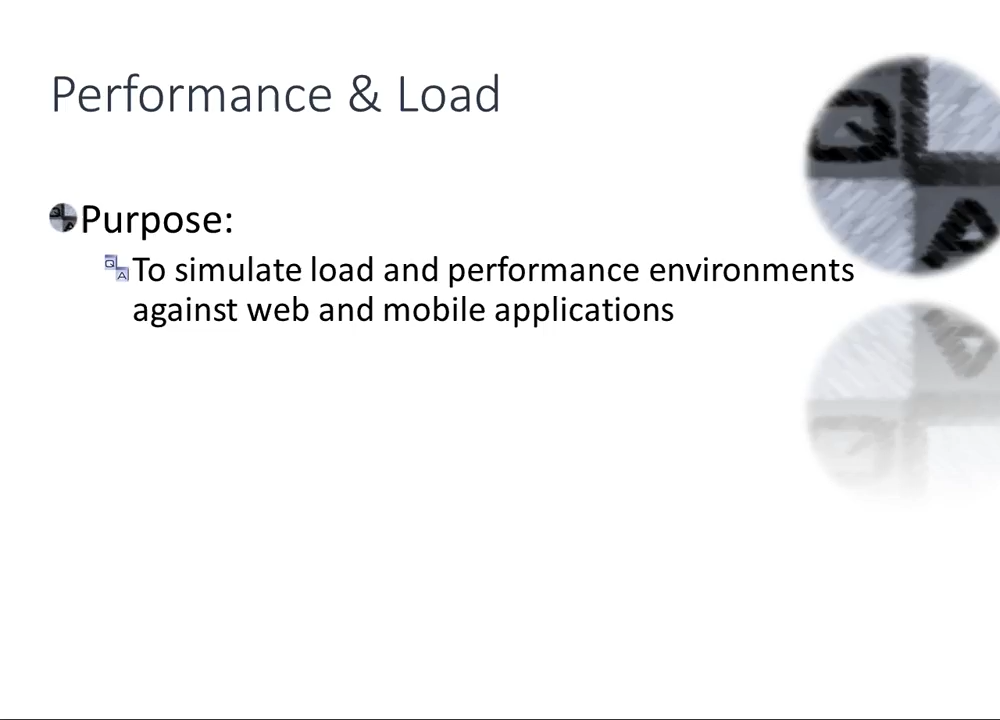 Performance & Load
Q
A
Purpose:
To simulate load and performance environments
against web and mobile applications